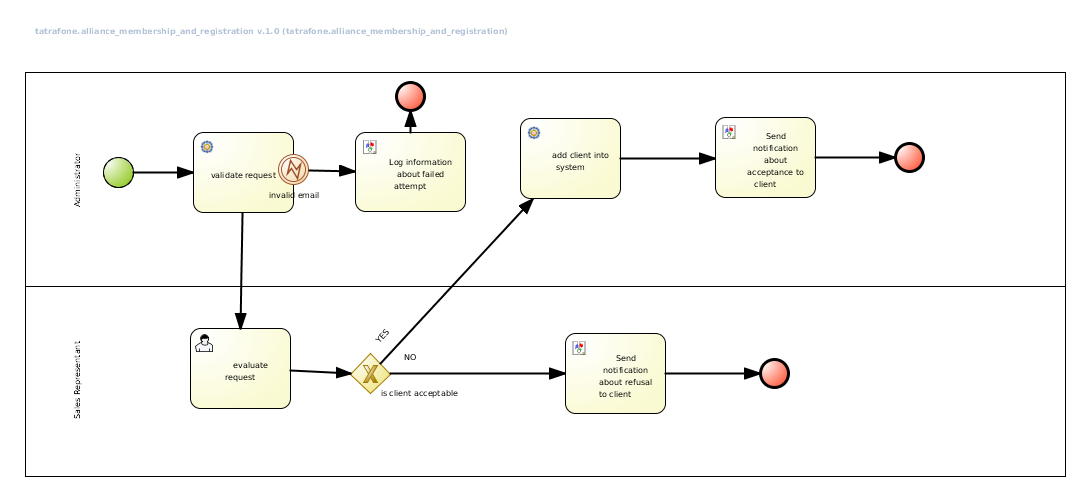 tatrafone.alliance_membership_and_registration v.1.0 (tatrafone.alliance_membership_and_registration)
Administrator
validate request
invalid email
Log information
about failed
attempt
add client into
system
Send
notification
about
acceptance to
client
Sales Representant
evaluate
request
YES
NO
is client acceptable
Send
notification
about refusal
to client